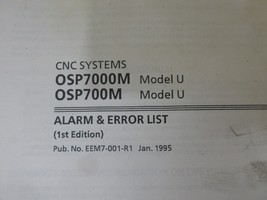 CNC SYSTEMS
OSP7000M Model U
OSP700M Model U
ALARM & ERROR LIST
(1st Edition)
Pub. No. EEM7-001-R1 Jan. 1995